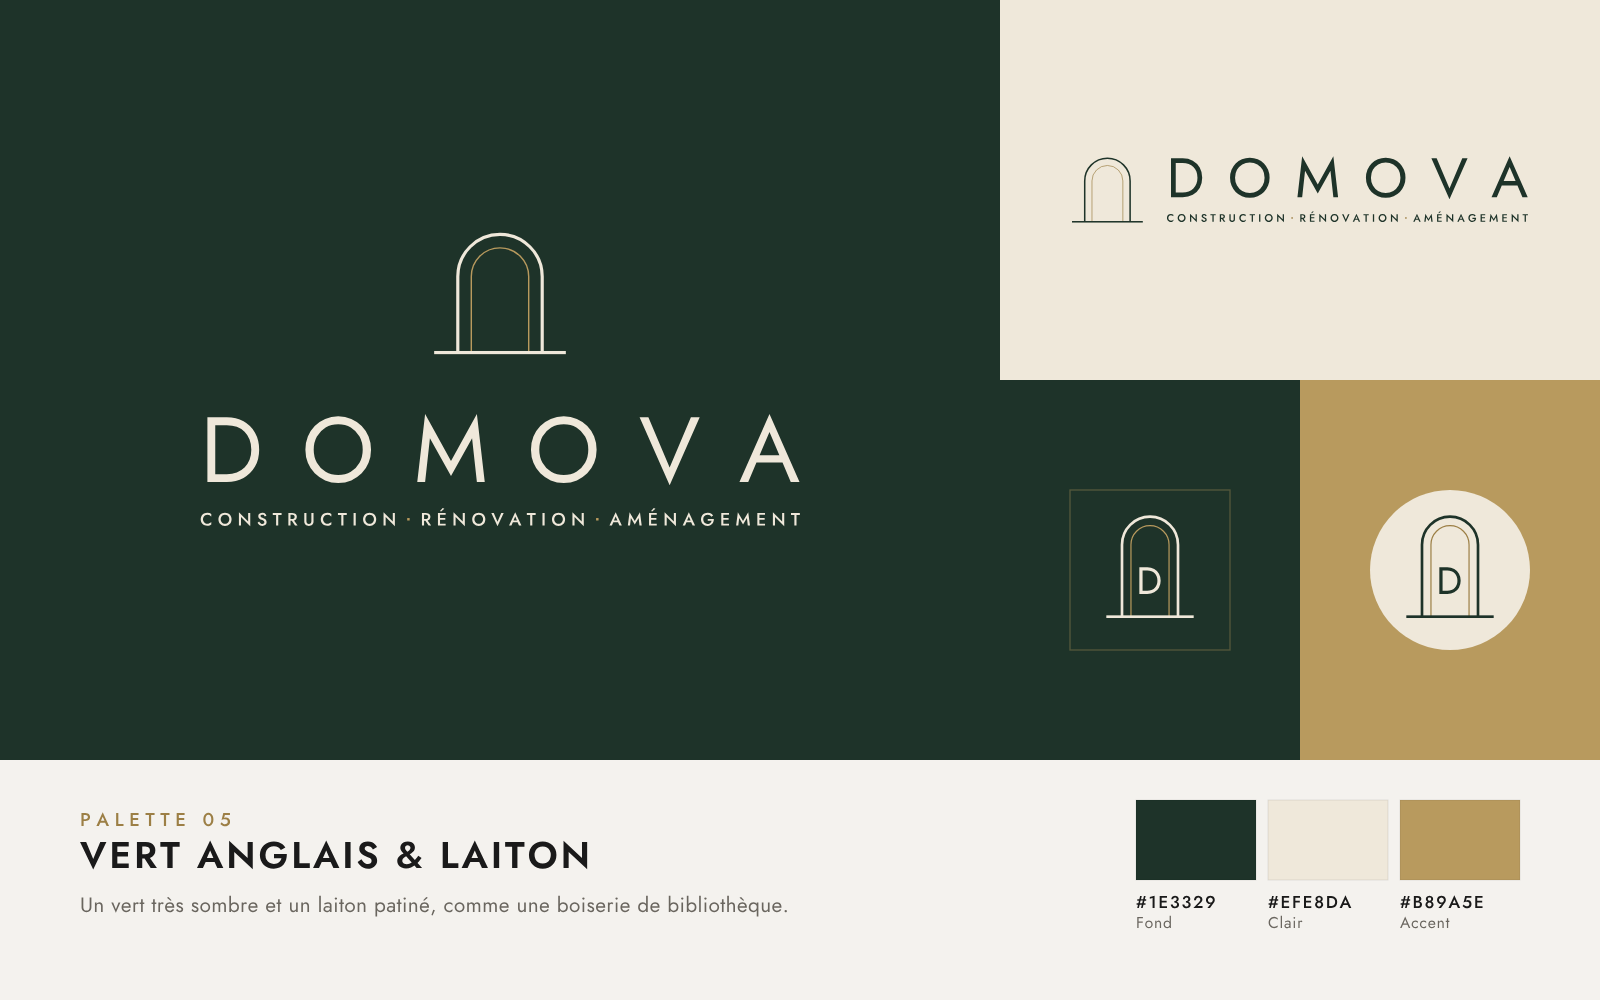 DOMOVA
CONSTRUCTION · RÉNOVATION · AMÉNAGEMENT
DOMOVA
CONSTRUCTION · RÉNOVATION · AMÉNAGEMENT
D
D
PALETTE 05
VERT ANGLAIS & LAITON
Un vert très sombre et un laiton patiné, comme une boiserie de bibliothèque.
#1E3329
Fond
#EFE8DA
Clair
#B89A5E
Accent